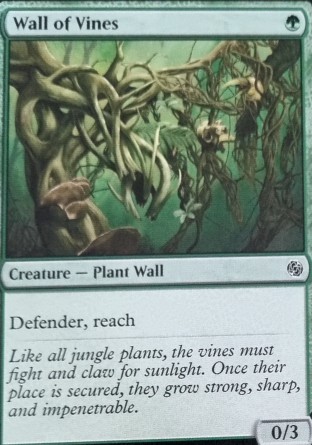 Wall of Vines
Creature — Plant Wall
Defender, reach
Like all jungle plants, the vines must
fight and claw for sunlight. Once their
place is secured, they grow strong, sharp,
and impenetrable.
0/3